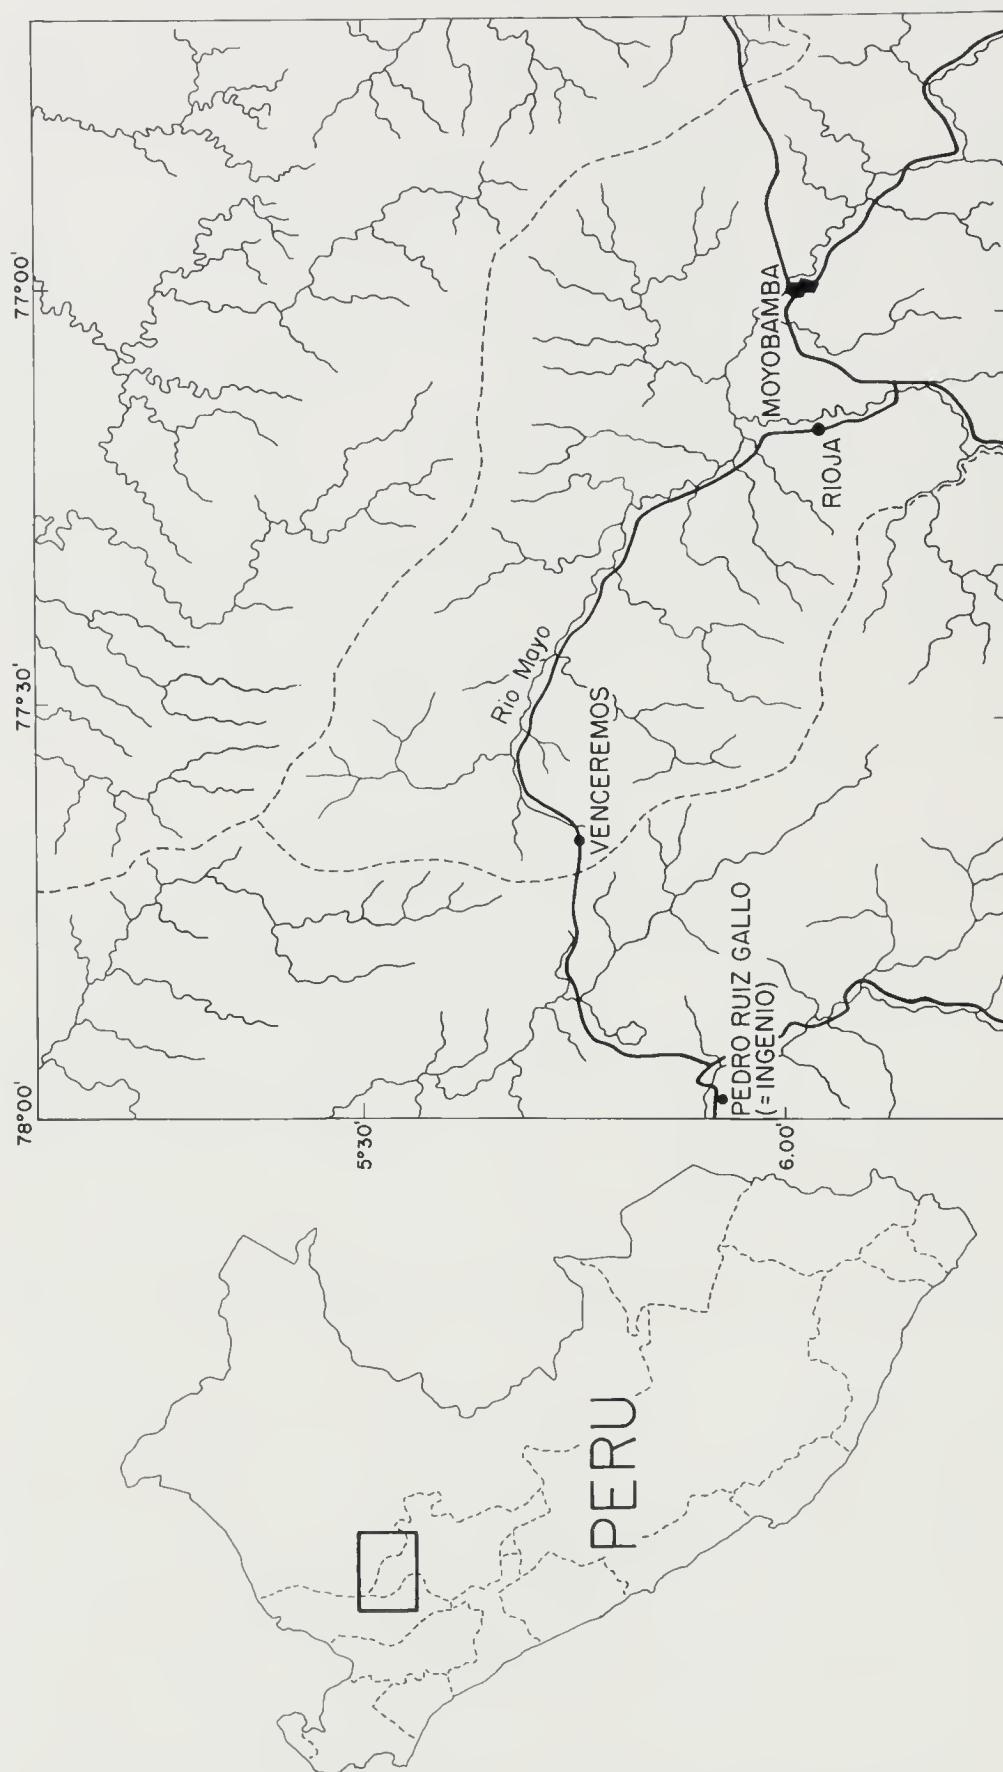 78°00'
77°30'
77°00'
5°30'
6.00'
Rio Mayo
VENCEREMOS
MOYOBAMBA
RIOJA
PEDRO RUIZ GALLO
(= INGENIO)
PERU